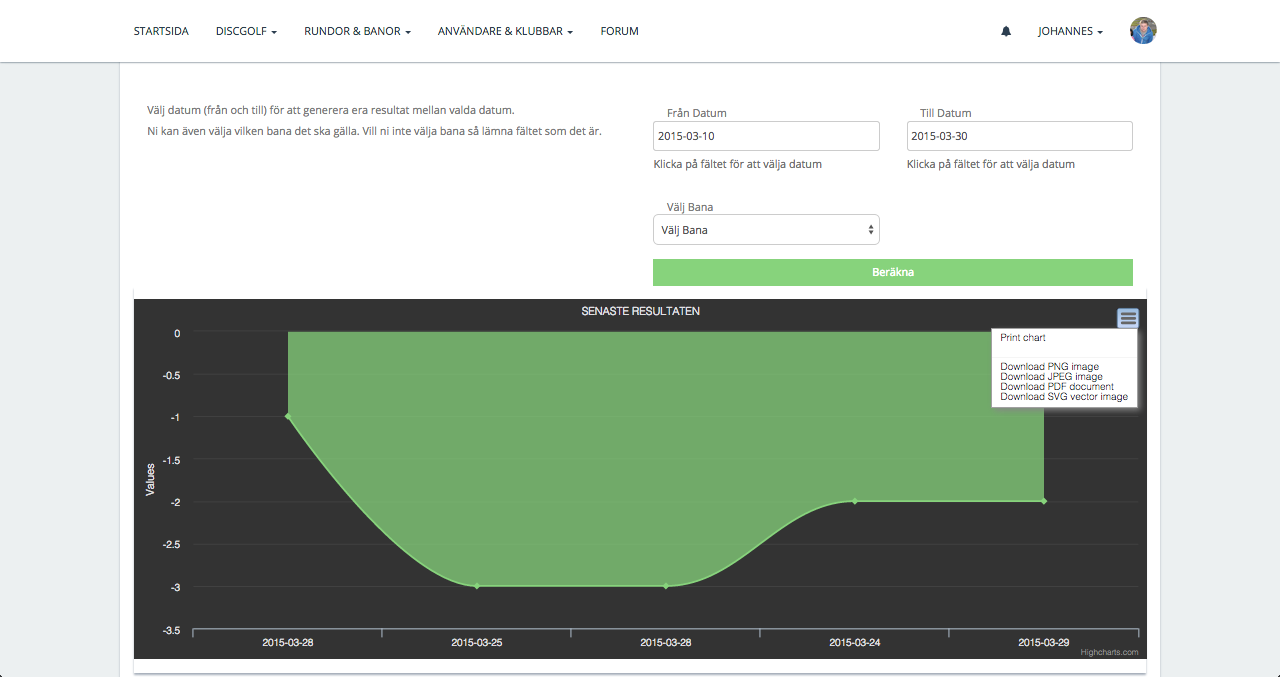 STARTSIDA DISCGOLF RUNDOR & BANOR ANVÄNDARE & KLUBBAR FORUM JOHANNES
Välj datum (från och till) för att generera era resultat mellan valda datum.
Ni kan även välja vilken bana det ska gälla. Vill ni inte välja bana så lämna fältet som det är.
Från Datum
2015-03-10
Klicka på fältet för att välja datum
Till Datum
2015-03-30
Klicka på fältet för att välja datum
Välj Bana
Välj Bana
Beräkna
SENASTE RESULTATEN
Print chart
Download PNG image
Download JPEG image
Download PDF document
Download SVG vector image
Values
0
-0.5
-1
-1.5
-2
-2.5
-3
-3.5
2015-03-28 2015-03-25 2015-03-28 2015-03-24 2015-03-29
Highcharts.com